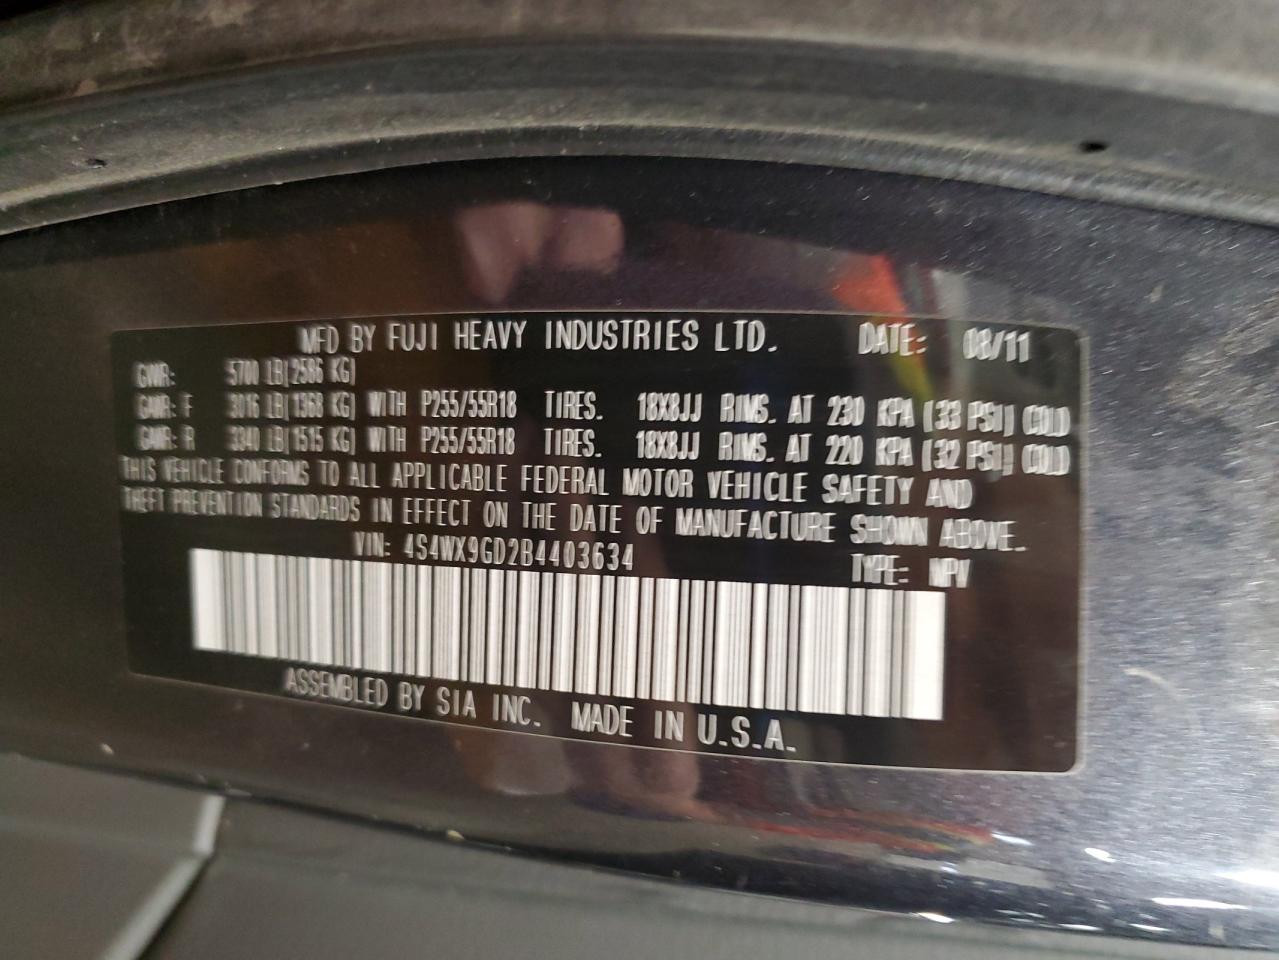 MFD BY FUJI HEAVY INDUSTRIES LTD. DATE: 08/11
GVWR: 5700 LB(2586 KG)
GAWR: F 3016 LB(1368 KG) WITH P255/55R18 TIRES. 18X8JJ RIMS. AT 230 KPA (33 PSI) COLD
GAWR: R 3340 LB(1515 KG) WITH P255/55R18 TIRES. 18X8JJ RIMS. AT 220 KPA (32 PSI) COLD
THIS VEHICLE CONFORMS TO ALL APPLICABLE FEDERAL MOTOR VEHICLE SAFETY AND
THEFT PREVENTION STANDARDS IN EFFECT ON THE DATE OF MANUFACTURE SHOWN ABOVE.
VIN: 4S4WX9GD2B4403634 TYPE: MPV
ASSEMBLED BY SIA INC. MADE IN U.S.A.